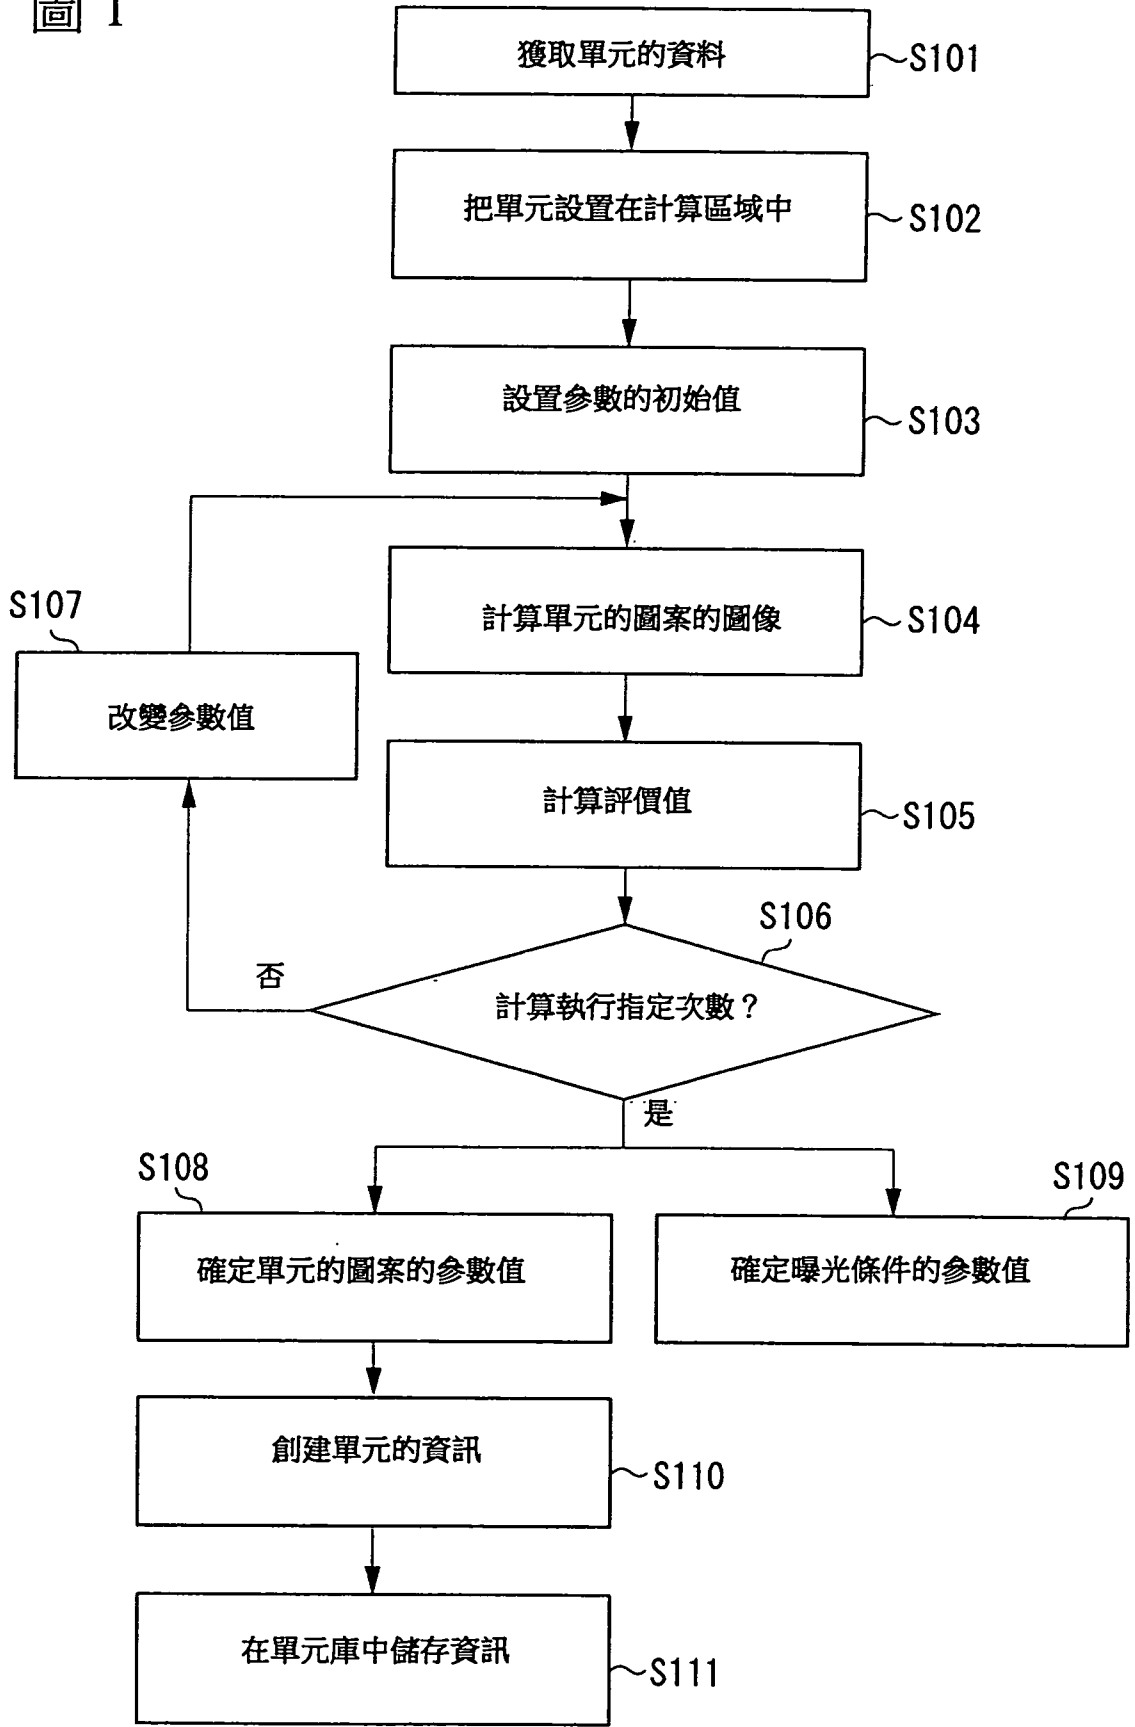 圖 1
獲取單元的資料
S101
把單元設置在計算區域中
S102
設置參數的初始值
S103
計算單元的圖案的圖像
S104
S107
改變參數值
計算評價值
S105
S106
否
計算執行指定次數？
是
S108
S109
確定單元的圖案的參數值
確定曝光條件的參數值
創建單元的資訊
S110
在單元庫中儲存資訊
S111